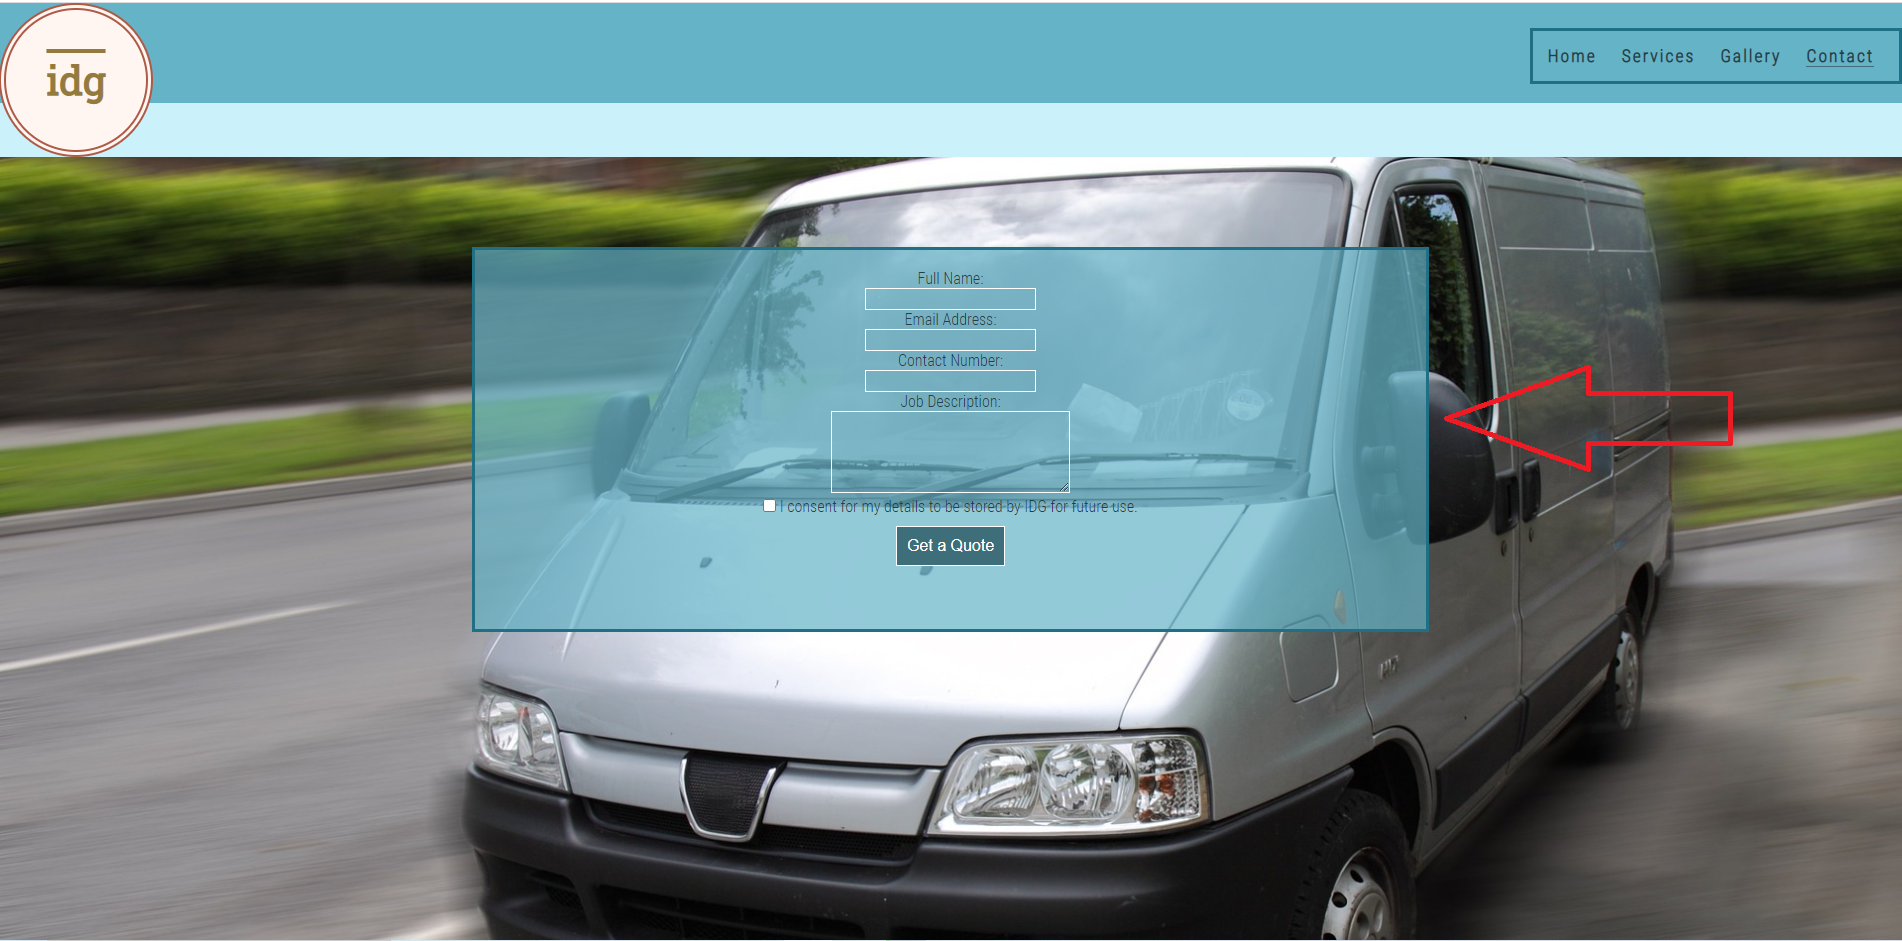 idg
Home Services Gallery Contact
Full Name:
Email Address:
Contact Number:
Job Description:
I consent for my details to be stored by IDG for future use.
Get a Quote